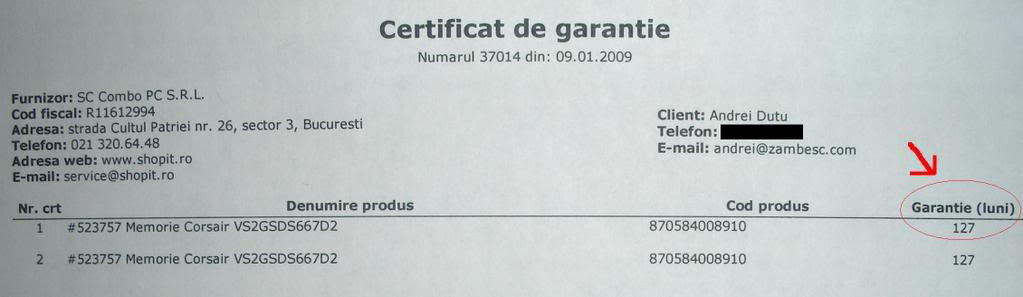 Certificat de garantie
Numarul 37014 din: 09.01.2009
Furnizor: SC Combo PC S.R.L.
Cod fiscal: R11612994
Adresa: strada Cultul Patriei nr. 26, sector 3, Bucuresti
Telefon: 021 320.64.48
Adresa web: www.shopit.ro
E-mail: service@shopit.ro
Client: Andrei Dutu
Telefon:
E-mail: andrei@zambesc.com
Nr. crt Denumire produs Cod produs Garantie (luni)
1 #523757 Memorie Corsair VS2GSDS667D2 870584008910 127
2 #523757 Memorie Corsair VS2GSDS667D2 870584008910 127